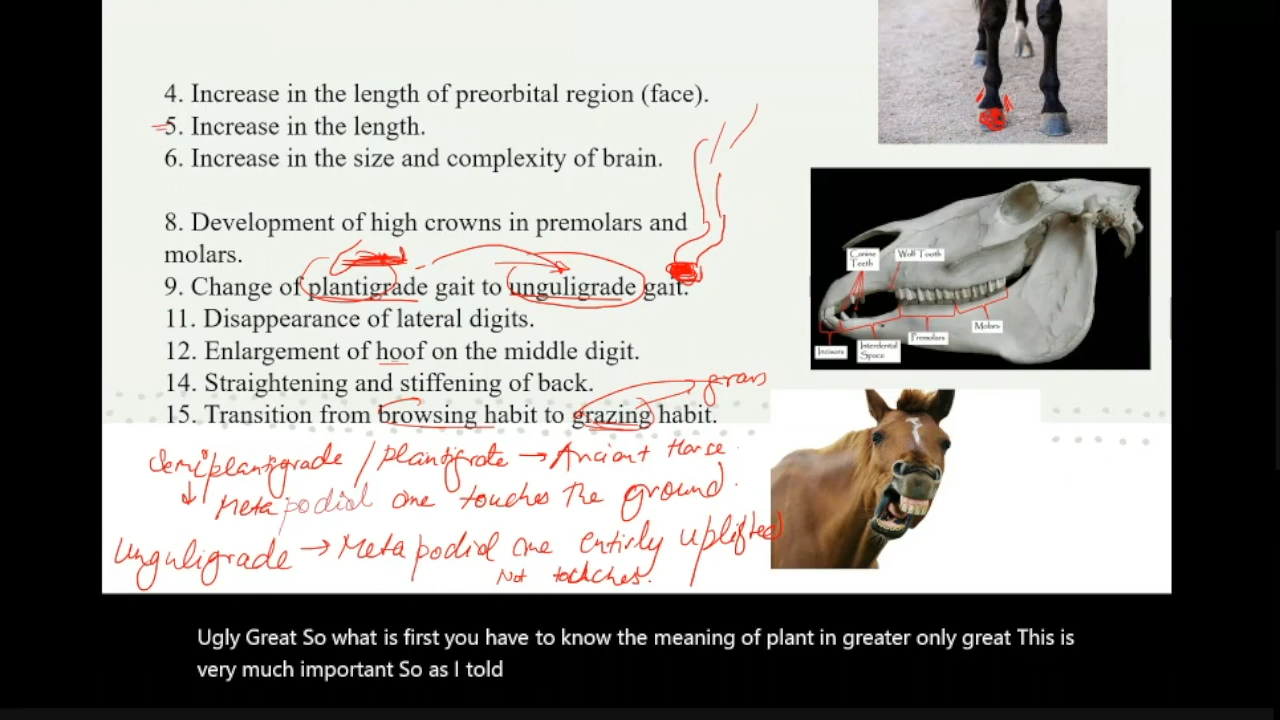 4. Increase in the length of preorbital region (face).
5. Increase in the length.
6. Increase in the size and complexity of brain.
8. Development of high crowns in premolars and
molars.
9. Change of plantigrade gait to unguligrade gait.
11. Disappearance of lateral digits.
12. Enlargement of hoof on the middle digit.
14. Straightening and stiffening of back.
grass
15. Transition from browsing habit to grazing habit.
Semiplantigrade / plantigrate → Ancient Horse.
Metapodial one touches the ground.
Unguligrade → Metapodial one entirly uplifted
Not touches.
Canine
Teeth
Wolf Tooth
Molars
Premolars
Incisors
Interdental
Space
Ugly Great So what is first you have to know the meaning of plant in greater only great This is
very much important So as I told